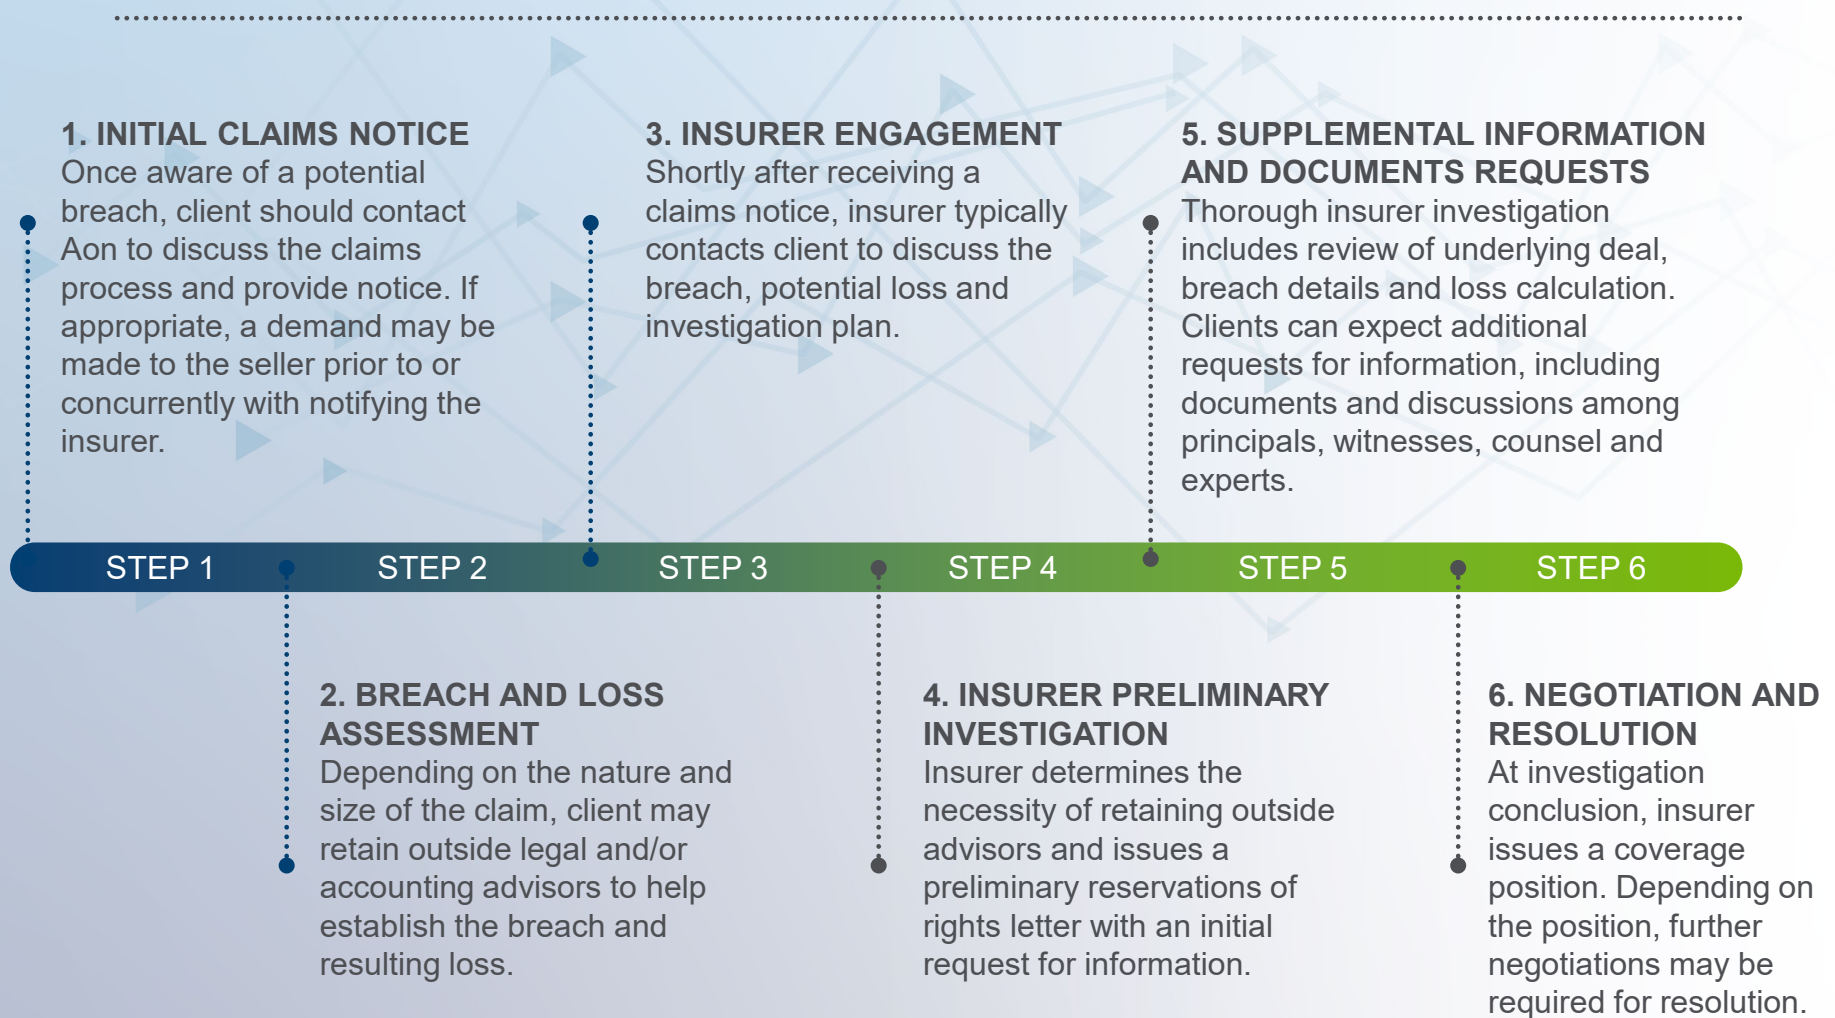 1. INITIAL CLAIMS NOTICE
Once aware of a potential
breach, client should contact
Aon to discuss the claims
process and provide notice. If
appropriate, a demand may be
made to the seller prior to or
concurrently with notifying the
insurer.
3. INSURER ENGAGEMENT
Shortly after receiving a
claims notice, insurer typically
contacts client to discuss the
breach, potential loss and
investigation plan.
5. SUPPLEMENTAL INFORMATION
AND DOCUMENTS REQUESTS
Thorough insurer investigation
includes review of underlying deal,
breach details and loss calculation.
Clients can expect additional
requests for information, including
documents and discussions among
principals, witnesses, counsel and
experts.
STEP 1
STEP 2
STEP 3
STEP 4
STEP 5
STEP 6
2. BREACH AND LOSS
ASSESSMENT
Depending on the nature and
size of the claim, client may
retain outside legal and/or
accounting advisors to help
establish the breach and
resulting loss.
4. INSURER PRELIMINARY
INVESTIGATION
Insurer determines the
necessity of retaining outside
advisors and issues a
preliminary reservations of
rights letter with an initial
request for information.
6. NEGOTIATION AND
RESOLUTION
At investigation
conclusion, insurer
issues a coverage
position. Depending on
the position, further
negotiations may be
required for resolution.